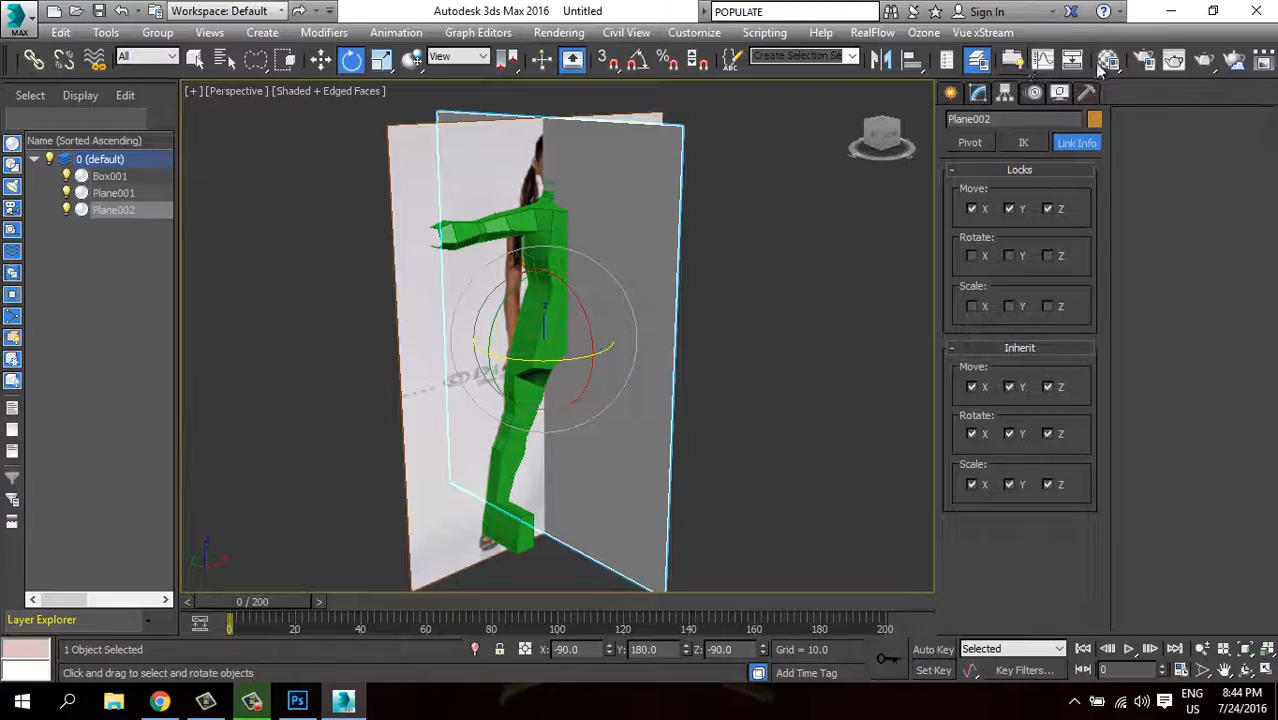 MAX Workspace: Default Autodesk 3ds Max 2016 Untitled POPULATE Sign In
Edit Tools Group Views Create Modifiers Animation Graph Editors Rendering Civil View Customize Scripting Help RealFlow Ozone Vue xStream
All View 3 Create Selection Se
Select Display Edit
[+] [Perspective] [Shaded + Edged Faces]
Name (Sorted Ascending)
0 (default)
Box001
Plane001
Plane002
Plane002
Pivot IK Link Info
- Locks
Move:
X Y Z
Rotate:
X Y Z
Scale:
X Y Z
- Inherit
Move:
X Y Z
Rotate:
X Y Z
Scale:
X Y Z
z
< 0 / 200 >
Layer Explorer
0 20 40 60 80 100 120 140 160 180 200
1 Object Selected X: -90.0 Y: 180.0 Z: -90.0 Grid = 10.0 Auto Key Selected
Click and drag to select and rotate objects Add Time Tag Set Key Key Filters... 0
Ps
ENG 8:44 PM
US 7/24/2016